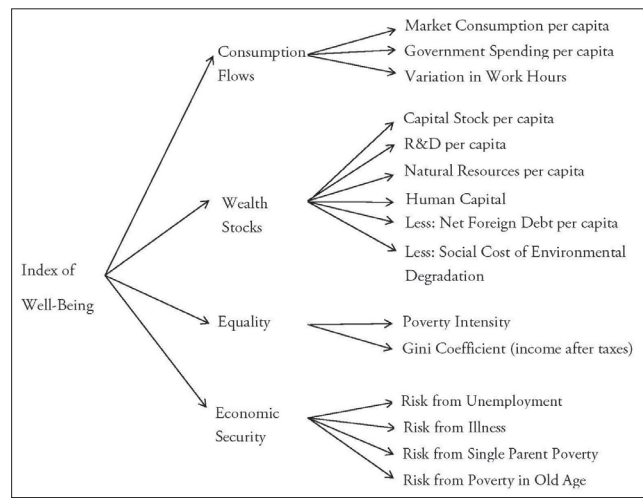 Index of
Well-Being
Consumption
Flows
Market Consumption per capita
Government Spending per capita
Variation in Work Hours
Wealth
Stocks
Capital Stock per capita
R&D per capita
Natural Resources per capita
Human Capital
Less: Net Foreign Debt per capita
Less: Social Cost of Environmental
Degradation
Equality
Poverty Intensity
Gini Coefficient (income after taxes)
Economic
Security
Risk from Unemployment
Risk from Illness
Risk from Single Parent Poverty
Risk from Poverty in Old Age